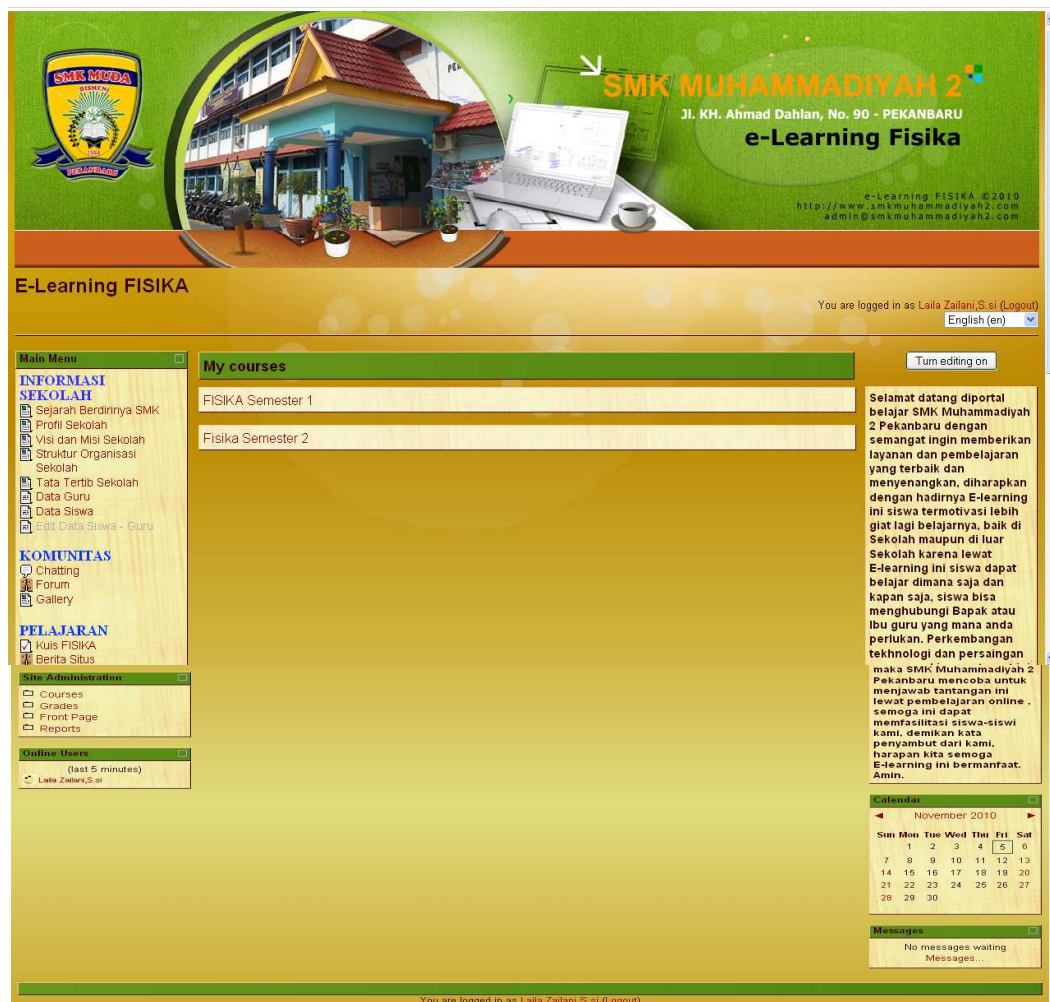 SMK MUDA
BISMEN
1984
PEKANBARU
SMK MUHAMMADIYAH 2
Jl. KH. Ahmad Dahlan, No. 90 - PEKANBARU
e-Learning Fisika
e-Learning FISIKA ©2010
http://www.smkmuhammadiyah2.com
admin@smkmuhammadiyah2.com
E-Learning FISIKA
You are logged in as Laila Zailani,S.si (Logout)
English (en)
Main Menu
INFORMASI
SEKOLAH
Sejarah Berdirinya SMK
Profil Sekolah
Visi dan Misi Sekolah
Struktur Organisasi
Sekolah
Tata Tertib Sekolah
Data Guru
Data Siswa
Edit Data Siswa - Guru
KOMUNITAS
Chatting
Forum
Gallery
PELAJARAN
Kuis FISIKA
Berita Situs
Site Administration
Courses
Grades
Front Page
Reports
Online Users
(last 5 minutes)
Laila Zailani,S.si
My courses
FISIKA Semester 1
Fisika Semester 2
Turn editing on
Selamat datang diportal
belajar SMK Muhammadiyah
2 Pekanbaru dengan
semangat ingin memberikan
layanan dan pembelajaran
yang terbaik dan
menyenangkan, diharapkan
dengan hadirnya E-learning
ini siswa termotivasi lebih
giat lagi belajarnya, baik di
Sekolah maupun di luar
Sekolah karena lewat
E-learning ini siswa dapat
belajar dimana saja dan
kapan saja, siswa bisa
menghubungi Bapak atau
Ibu guru yang mana anda
perlukan. Perkembangan
tekhnologi dan persaingan
maka SMK Muhammadiyah 2
Pekanbaru mencoba untuk
menjawab tantangan ini
lewat pembelajaran online ,
semoga ini dapat
memfasilitasi siswa-siswi
kami, demikan kata
penyambut dari kami,
harapan kita semoga
E-learning ini bermanfaat.
Amin.
Calendar
November 2010
Sun Mon Tue Wed Thu Fri Sat
1 2 3 4 5 6
7 8 9 10 11 12 13
14 15 16 17 18 19 20
21 22 23 24 25 26 27
28 29 30
Messages
No messages waiting
Messages...
You are logged in as Laila Zailani,S.si (Logout)